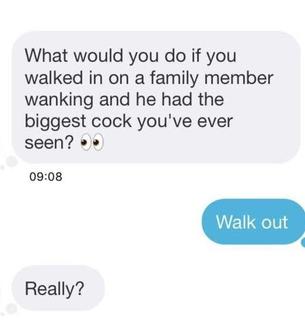 What would you do if you
walked in on a family member
wanking and he had the
biggest cock you've ever
seen? 👀
09:08
Walk out
Really?